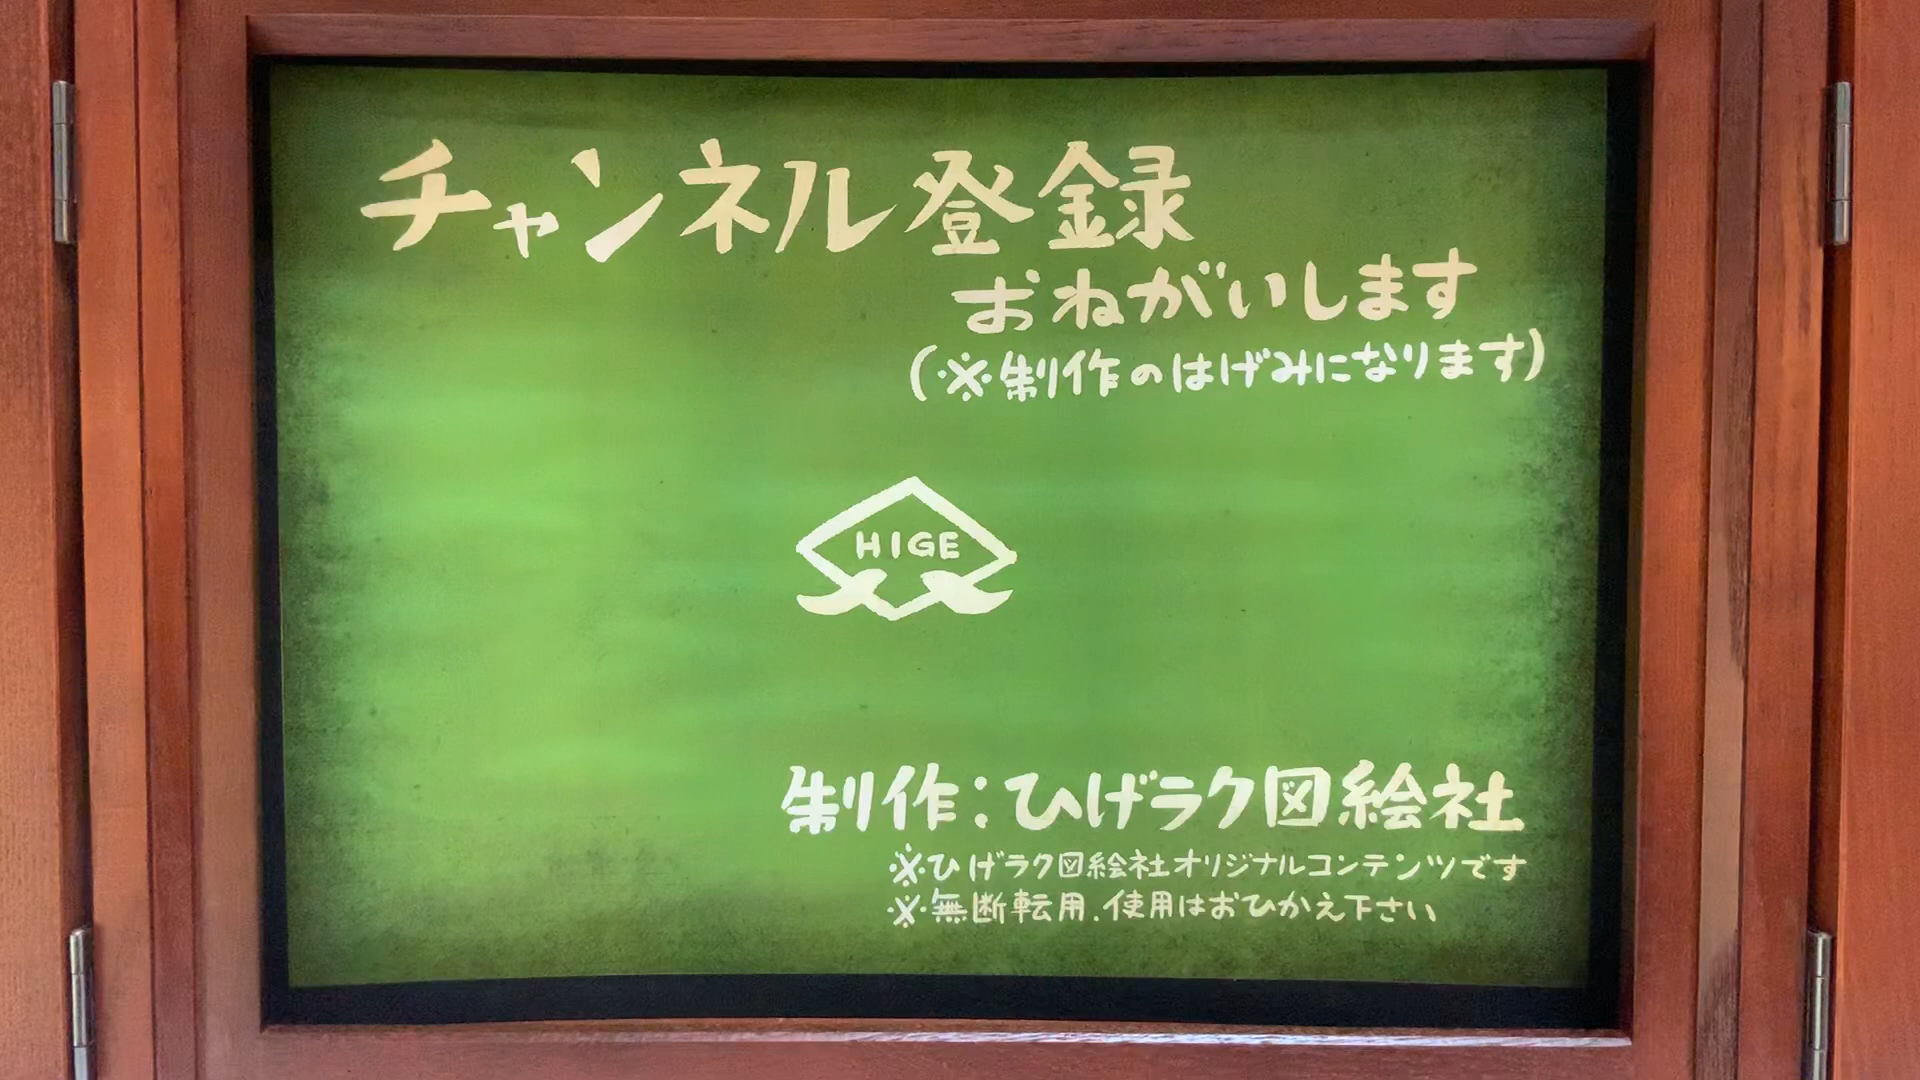 チャンネル登録
おねがいします
(※制作のはげみになります)
HIGE
制作:ひげラク図絵社
※ひげラク図絵社オリジナルコンテンツです
※無断転用.使用はおひかえ下さい